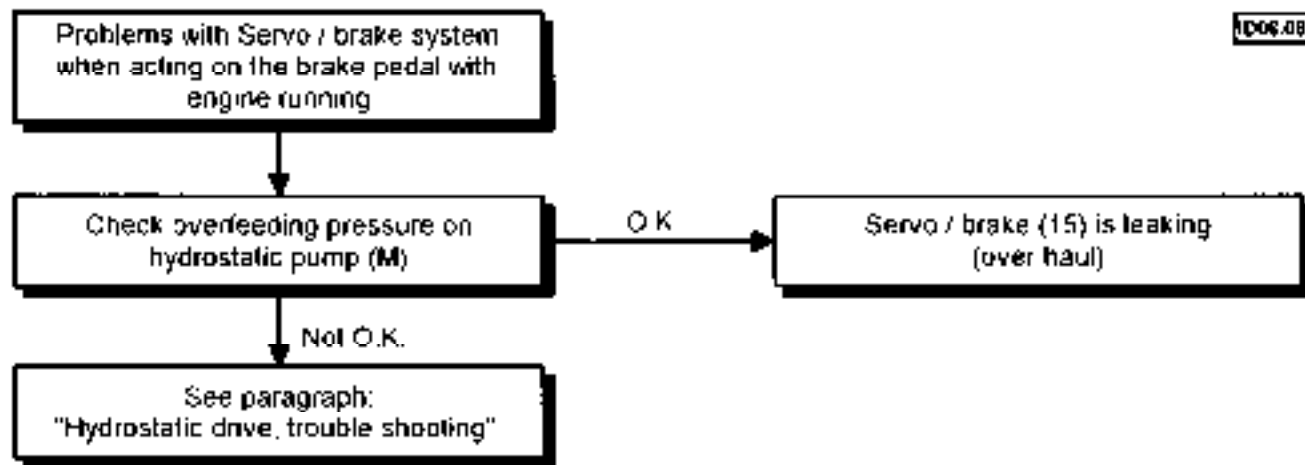 Problems with Servo / brake system
when acting on the brake pedal with
engine running
Check overfeeding pressure on
hydrostatic pump (M)
O.K
Servo / brake (15) is leaking
(over haul)
Not O.K.
See paragraph:
"Hydrostatic drive, trouble shooting"